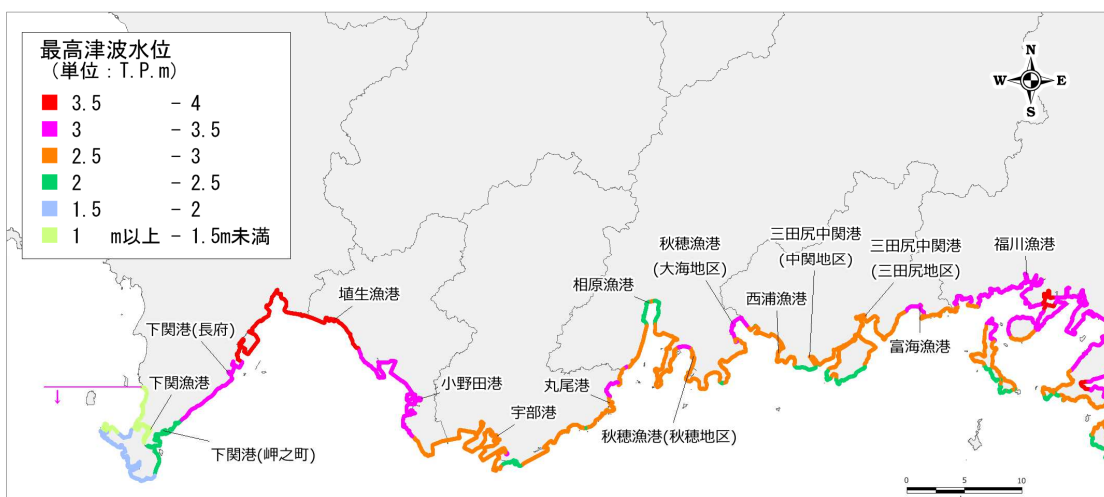 最高津波水位
(単位：T.P.m)
3.5 - 4
3 - 3.5
2.5 - 3
2 - 2.5
1.5 - 2
1 m以上 - 1.5m未満
N
W E
S
三田尻中関港
(中関地区)
三田尻中関港
(三田尻地区)
福川漁港
秋穂漁港
(大海地区)
相原漁港
西浦漁港
埴生漁港
下関港(長府)
富海漁港
下関漁港
小野田港
丸尾港
宇部港
秋穂漁港(秋穂地区)
下関港(岬之町)
0 5 10